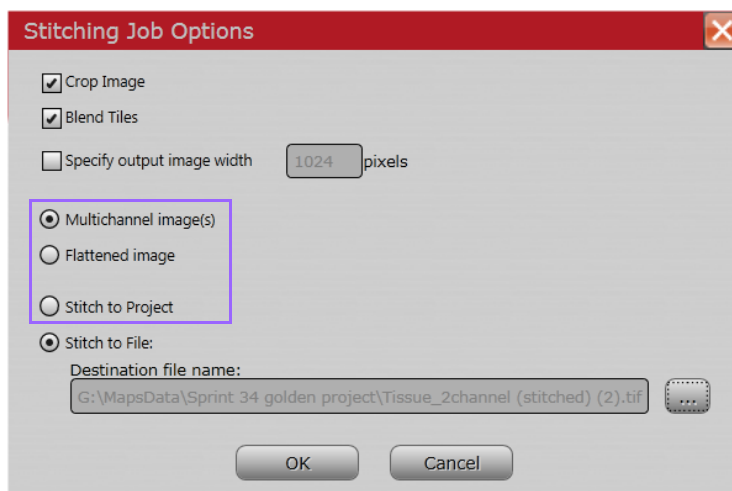 Stitching Job Options
Crop Image
Blend Tiles
Specify output image width 1024 pixels
Multichannel image(s)
Flattened image
Stitch to Project
Stitch to File:
Destination file name:
G:\MapsData\Sprint 34 golden project\Tissue_2channel (stitched) (2).tif ...
OK Cancel